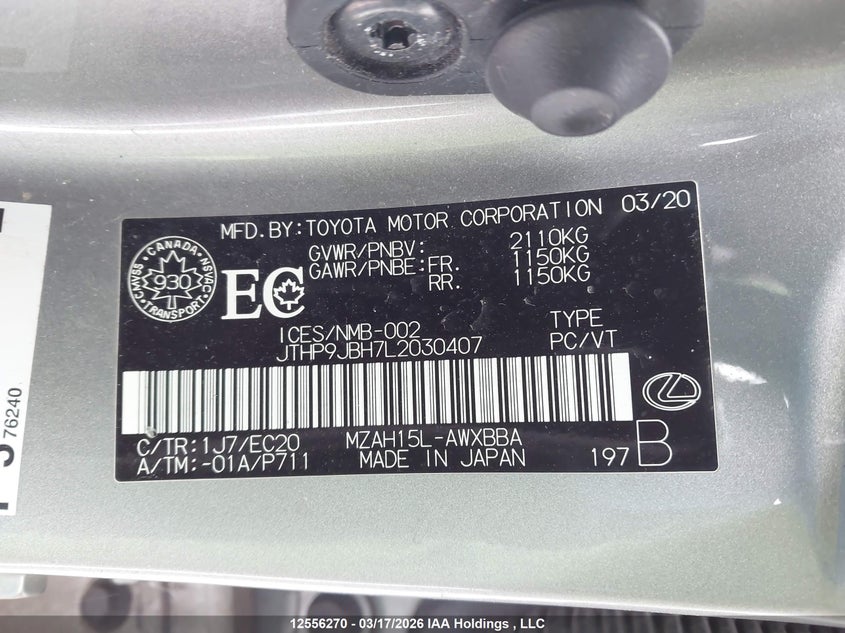 MFD.BY:TOYOTA MOTOR CORPORATION 03/20
GVWR/PNBV: 2110KG
GAWR/PNBE:FR. 1150KG
RR. 1150KG
CANADA
CMVSS
NSVAC
930
TRANSPORT
EC
ICES/NMB-002
JTHP9JBH7L2030407
TYPE
PC/VT
C/TR:1J7/EC20 MZAH15L-AWXBBA
A/TM:-01A/P711 MADE IN JAPAN 197 B
76240
12556270 - 03/17/2026 IAA Holdings , LLC